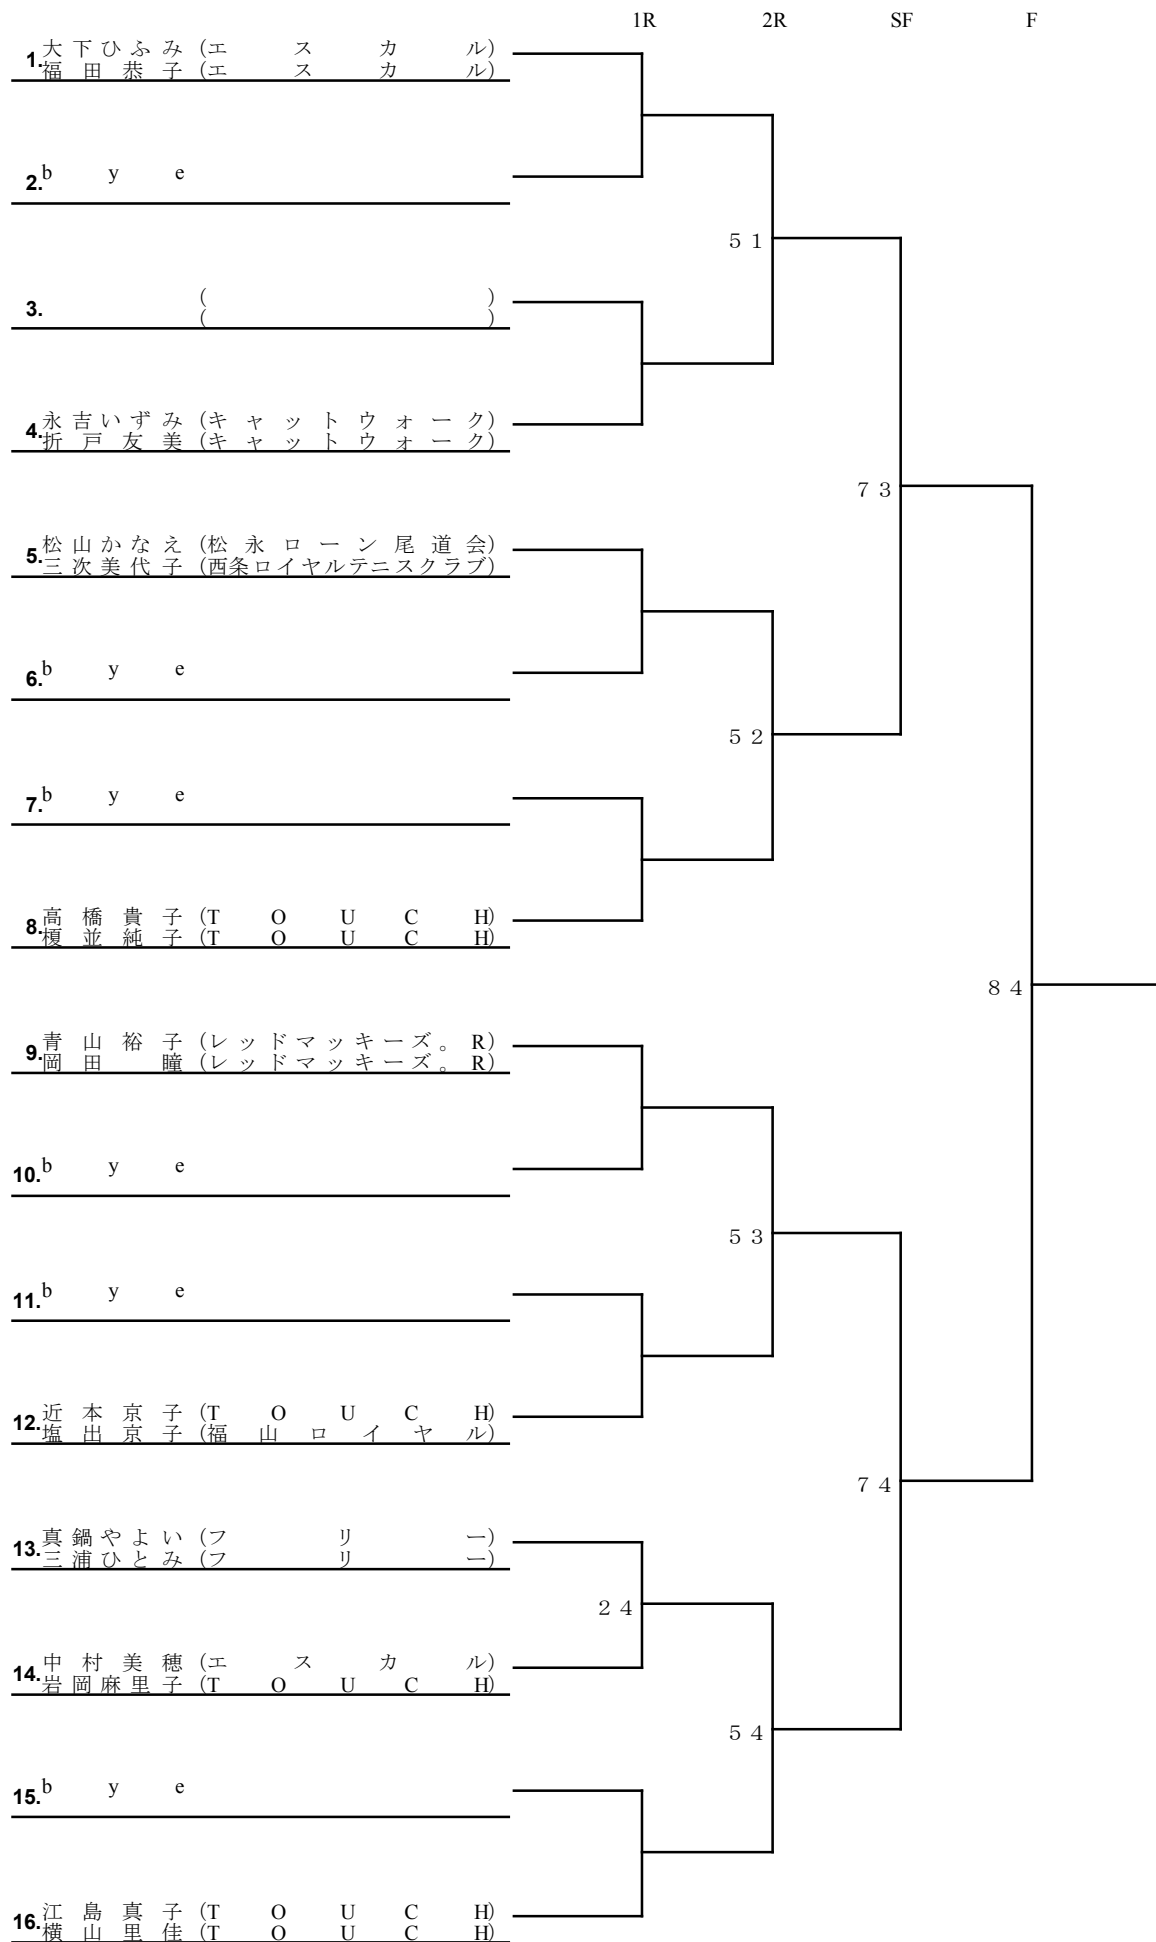 1R 2R SF F
1. 大下ひふみ (エスカル)
福田恭子 (エスカル)
2. bye
51
3. ( )
( )
4. 永吉いずみ (キャットウォーク)
折戸友美 (キャットウォーク)
73
5. 松山かなえ (松永ローン尾道会)
三次美代子 (西条ロイヤルテニスクラブ)
6. bye
52
7. bye
8. 高橋貴子 (TOUCH)
榎並純子 (TOUCH)
84
9. 青山裕子 (レッドマッキーズ。R)
岡田瞳 (レッドマッキーズ。R)
10. bye
53
11. bye
12. 近本京子 (TOUCH)
塩出京子 (福山ロイヤル)
74
13. 真鍋やよい (フリー)
三浦ひとみ (フリー)
24
14. 中村美穂 (エスカル)
岩岡麻里子 (TOUCH)
54
15. bye
16. 江島真子 (TOUCH)
横山里佳 (TOUCH)